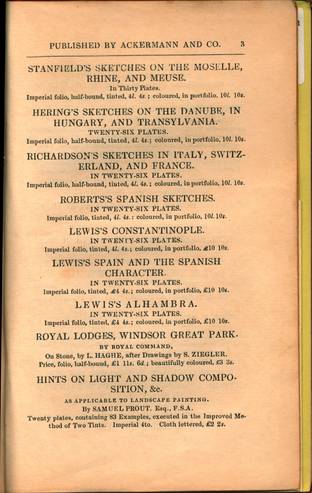 PUBLISHED BY ACKERMANN AND CO. 3
STANFIELD'S SKETCHES ON THE MOSELLE,
RHINE, AND MEUSE.
In Thirty Plates.
Imperial folio, half-bound, tinted, 4l. 4s.; coloured, in portfolio. 10l. 10s.
HERING'S SKETCHES ON THE DANUBE, IN
HUNGARY, AND TRANSYLVANIA.
TWENTY-SIX PLATES.
Imperial folio, half-bound, tinted, 4l. 4s.; coloured, in portfolio, 10l. 10s.
RICHARDSON'S SKETCHES IN ITALY, SWITZ-
ERLAND, AND FRANCE.
IN TWENTY-SIX PLATES.
Imperial folio, half-bound, tinted, 4l. 4s.; coloured, in portfolio, 10l. 10s.
ROBERTS'S SPANISH SKETCHES.
IN TWENTY-SIX PLATES.
Imperial folio, tinted, 4l. 4s.: coloured, in portfolio, 10l. 10s.
LEWIS'S CONSTANTINOPLE.
IN TWENTY-SIX PLATES.
Imperial folio, tinted, 4l. 4s.; coloured, in portfolio, £10 10s.
LEWIS'S SPAIN AND THE SPANISH
CHARACTER.
IN TWENTY-SIX PLATES.
Imperial folio, tinted, £4 4s.; coloured, in portfolio, £10 10s.
LEWIS'S ALHAMBRA.
IN TWENTY-SIX PLATES.
Imperial folio, tinted, £4 4s.; coloured, in portfolio, £10 10s.
ROYAL LODGES, WINDSOR GREAT PARK.
BY ROYAL COMMAND,
On Stone, by L. HAGHE, after Drawings by S. ZIEGLER.
Price, folio, half-bound, £1 11s. 6d.; beautifully coloured, £3 3s.
HINTS ON LIGHT AND SHADOW COMPO-
SITION, &c.
AS APPLICABLE TO LANDSCAPE PAINTING.
By SAMUEL PROUT, Esq., F.S.A.
Twenty plates, containing 83 Examples, executed in the Improved Me-
thod of Two Tints. Imperial 4to. Cloth lettered, £2 2s.